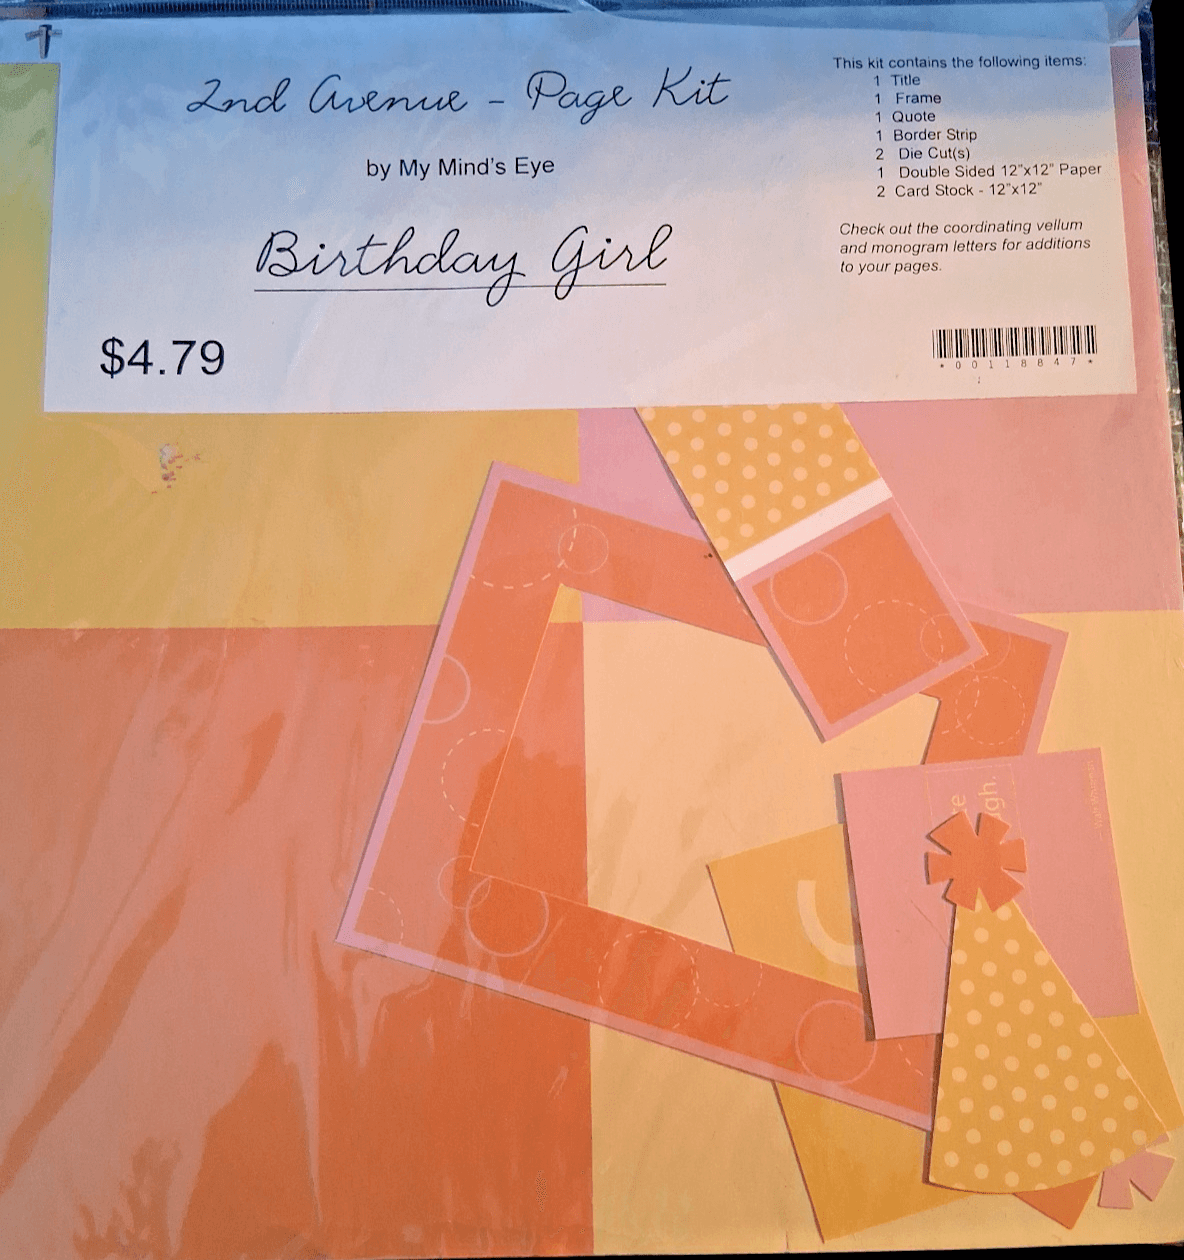 2nd Avenue - Page Kit
by My Mind's Eye
Birthday Girl
$4.79
This kit contains the following items:
1 Title
1 Frame
1 Quote
1 Border Strip
2 Die Cut(s)
1 Double Sided 12"x12" Paper
2 Card Stock - 12"x12"
Check out the coordinating vellum
and monogram letters for additions
to your pages.
* 0 0 1 1 8 8 4 7 *